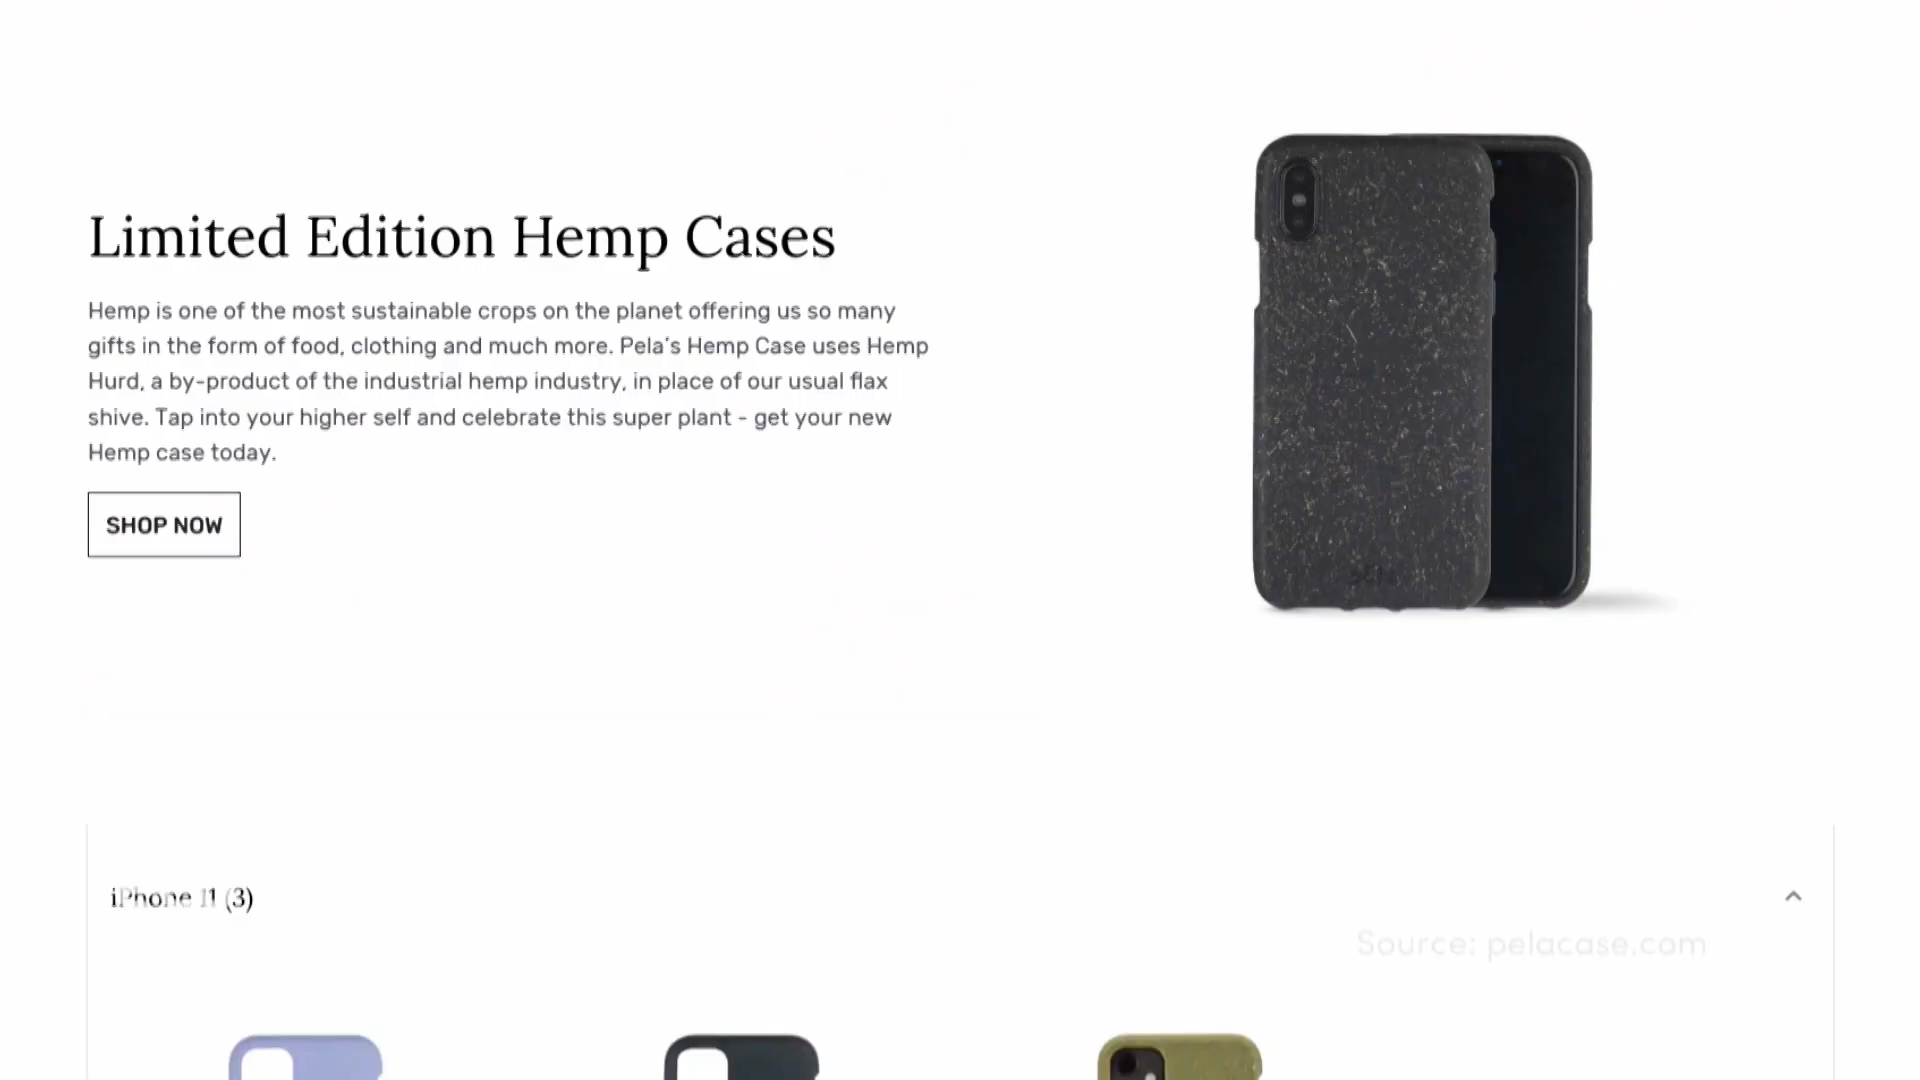 Limited Edition Hemp Cases
Hemp is one of the most sustainable crops on the planet offering us so many
gifts in the form of food, clothing and much more. Pela's Hemp Case uses Hemp
Hurd, a by-product of the industrial hemp industry, in place of our usual flax
shive. Tap into your higher self and celebrate this super plant - get your new
Hemp case today.
SHOP NOW
pela
iPhone 11 (3)
Source: pelacase.com